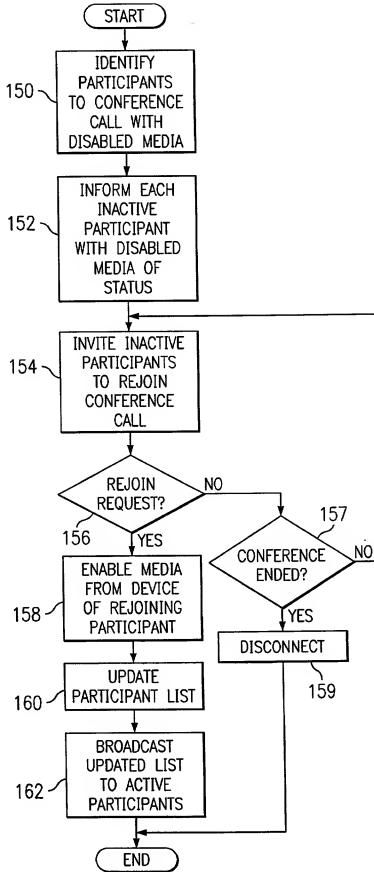 START
150
IDENTIFY
PARTICIPANTS
TO CONFERENCE
CALL WITH
DISABLED MEDIA
152
INFORM EACH
INACTIVE
PARTICIPANT
WITH DISABLED
MEDIA OF
STATUS
154
INVITE INACTIVE
PARTICIPANTS
TO REJOIN
CONFERENCE
CALL
REJOIN
REQUEST?
156
NO
YES
157
CONFERENCE
ENDED?
NO
YES
158
ENABLE MEDIA
FROM DEVICE
OF REJOINING
PARTICIPANT
DISCONNECT
159
160
UPDATE
PARTICIPANT LIST
162
BROADCAST
UPDATED LIST
TO ACTIVE
PARTICIPANTS
END